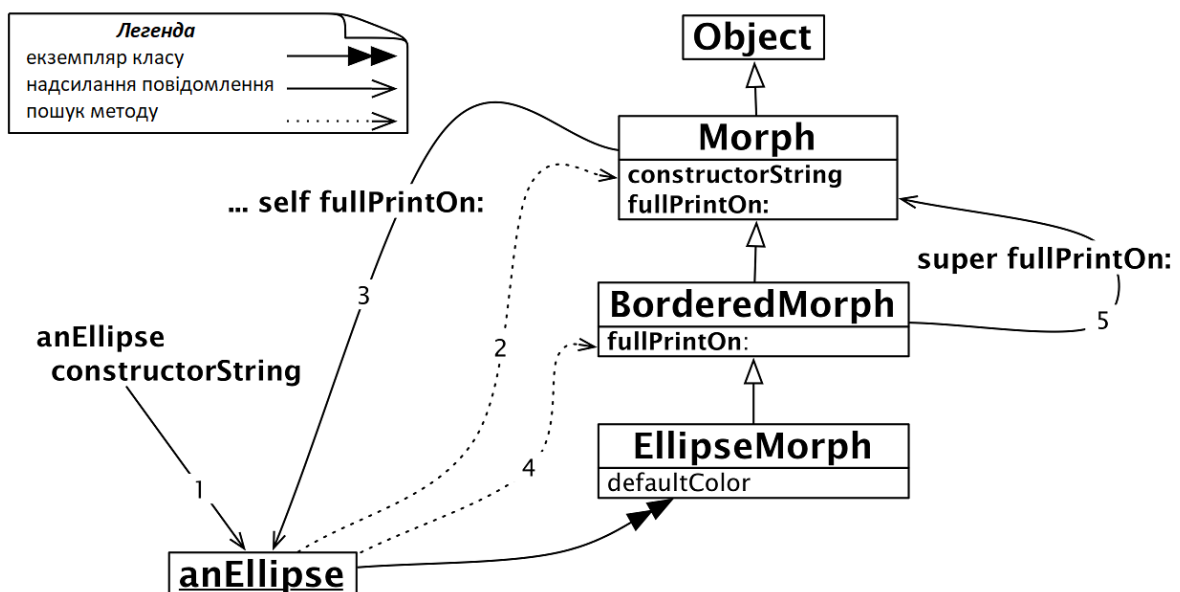 Легенда
екземпляр класу
надсилання повідомлення
пошук методу
Object
Morph
constructorString
fullPrintOn:
... self fullPrintOn:
super fullPrintOn:
3
BorderedMorph
fullPrintOn:
5
2
anEllipse
constructorString
EllipseMorph
defaultColor
4
1
anEllipse